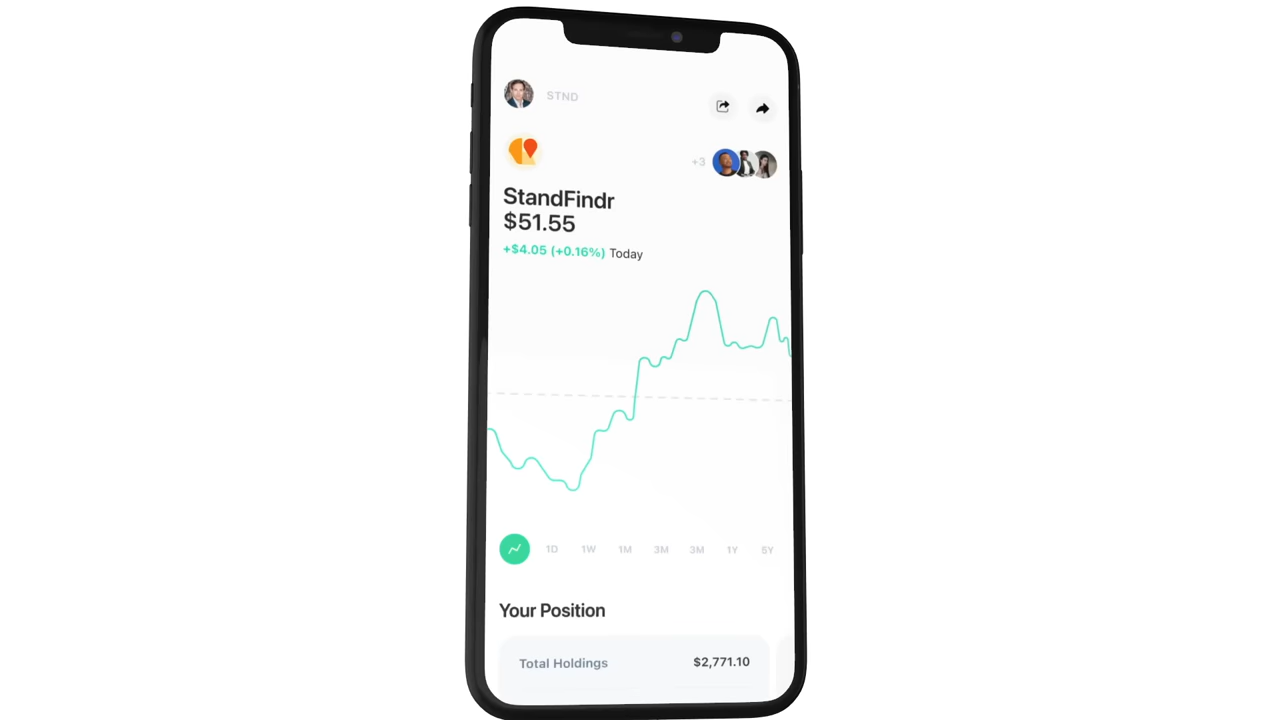 STND
+3
StandFindr
$51.55
+$4.05 (+0.16%) Today
1D 1W 1M 3M 3M 1Y 5Y
Your Position
Total Holdings $2,771.10